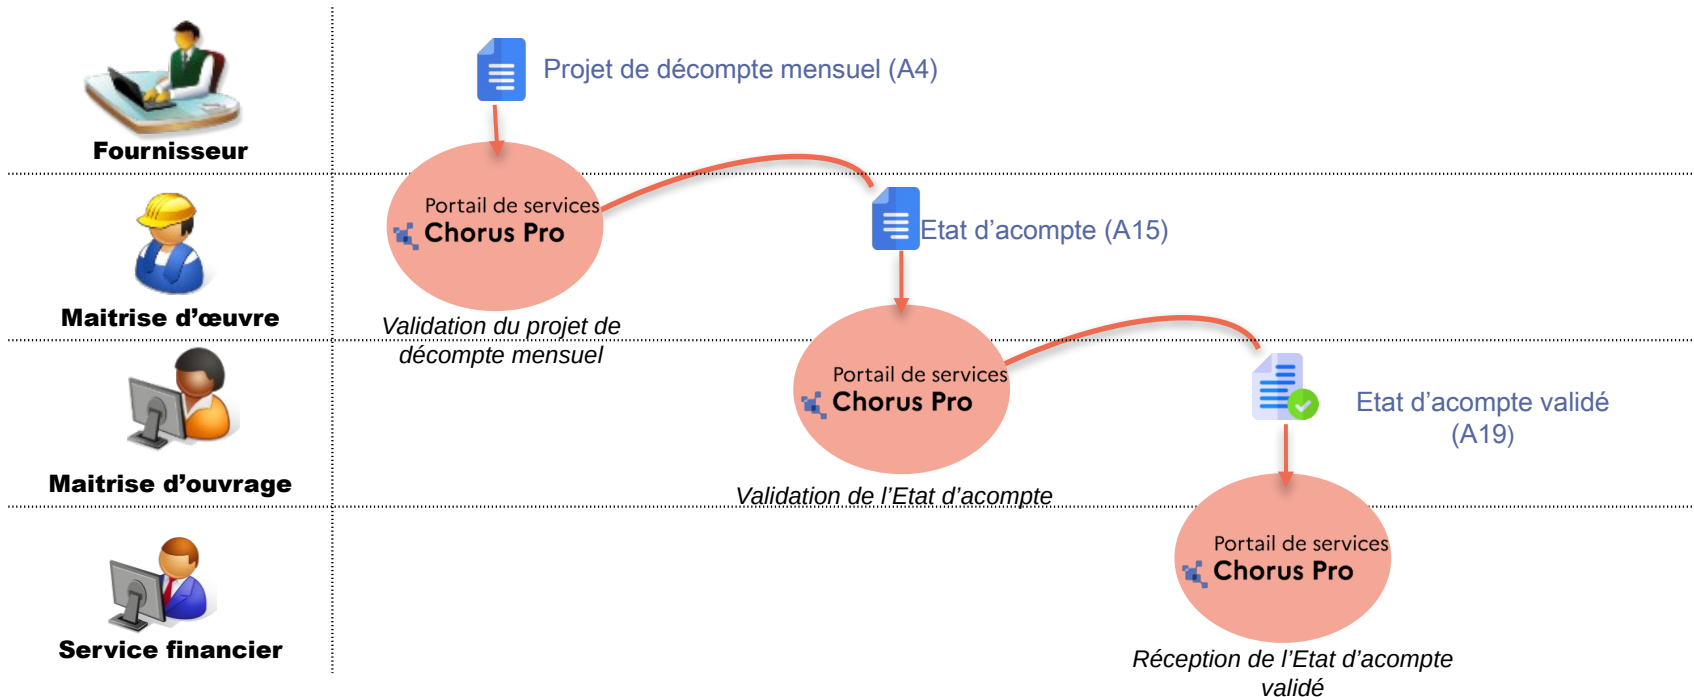 Projet de décompte mensuel (A4)
Fournisseur
Portail de services
Chorus Pro
Etat d’acompte (A15)
Maitrise d’œuvre
Validation du projet de
décompte mensuel
Portail de services
Chorus Pro
Etat d’acompte validé
(A19)
Maitrise d’ouvrage
Validation de l’Etat d’acompte
Portail de services
Chorus Pro
Service financier
Réception de l’Etat d’acompte
validé